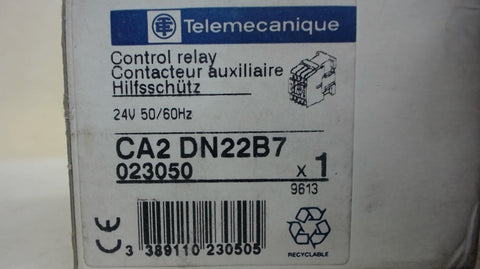 Telemecanique
Control relay
Contacteur auxiliaire
Hilfsschütz
24V 50/60Hz
CA2 DN22B7
023050 x 1
9613
CE
3 389110 230505
RECYCLABLE